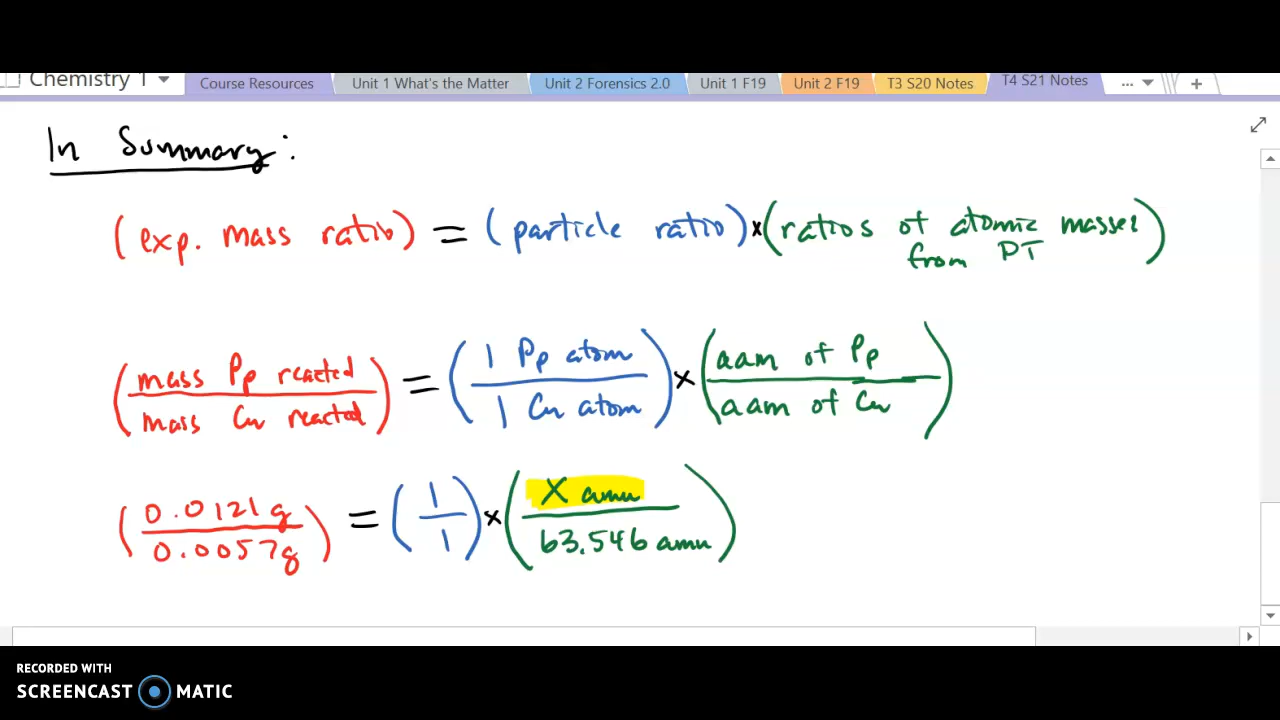 Chemistry 1 Course Resources Unit 1 What's the Matter Unit 2 Forensics 2.0 Unit 1 F19 Unit 2 F19 T3 S20 Notes T4 S21 Notes ... +
In Summary:
(exp. mass ratio) = (particle ratio) × (ratios of atomic masses
from PT)
(mass Pp reacted / mass Cu reacted) = (1 Pp atom / 1 Cu atom) × (aam of Pp / aam of Cu)
(0.0121g / 0.0057g) = (1 / 1) × (X amu / 63.546 amu)
RECORDED WITH
SCREENCAST MATIC